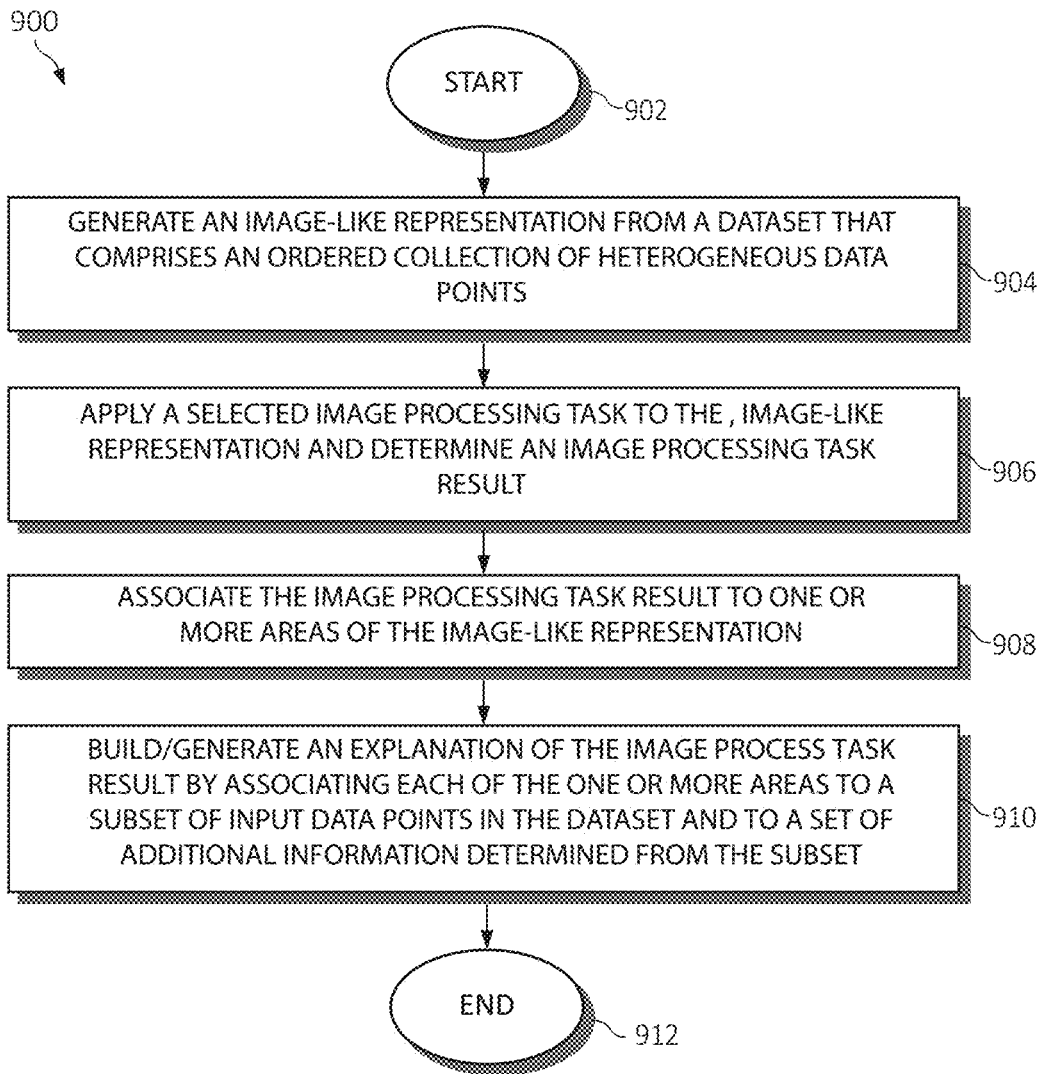 900
START
902
GENERATE AN IMAGE-LIKE REPRESENTATION FROM A DATASET THAT
COMPRISES AN ORDERED COLLECTION OF HETEROGENEOUS DATA
POINTS
904
APPLY A SELECTED IMAGE PROCESSING TASK TO THE , IMAGE-LIKE
REPRESENTATION AND DETERMINE AN IMAGE PROCESSING TASK
RESULT
906
ASSOCIATE THE IMAGE PROCESSING TASK RESULT TO ONE OR
MORE AREAS OF THE IMAGE-LIKE REPRESENTATION
908
BUILD/GENERATE AN EXPLANATION OF THE IMAGE PROCESS TASK
RESULT BY ASSOCIATING EACH OF THE ONE OR MORE AREAS TO A
SUBSET OF INPUT DATA POINTS IN THE DATASET AND TO A SET OF
ADDITIONAL INFORMATION DETERMINED FROM THE SUBSET
910
END
912